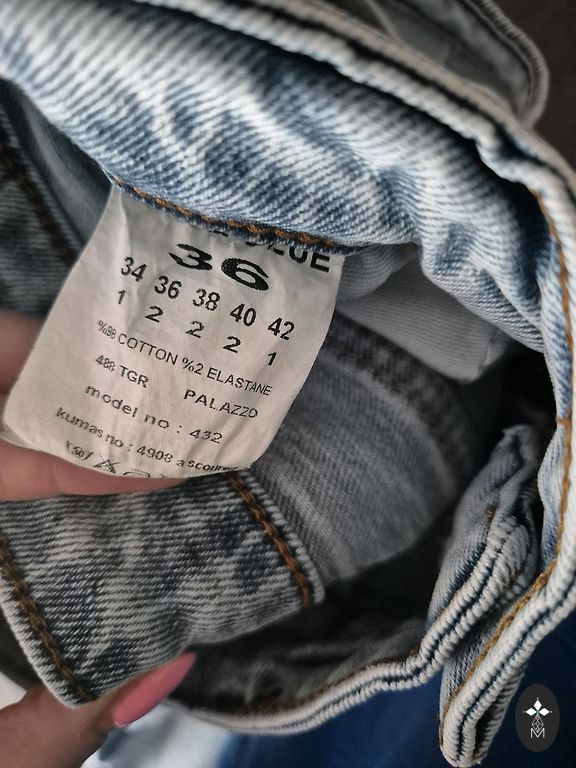 36
34 36 38 40 42
1 2 2 2 1
%98 COTTON %2 ELASTANE
488 TGR PALAZZO
model no : 432
kumas no : 4908 a scoured